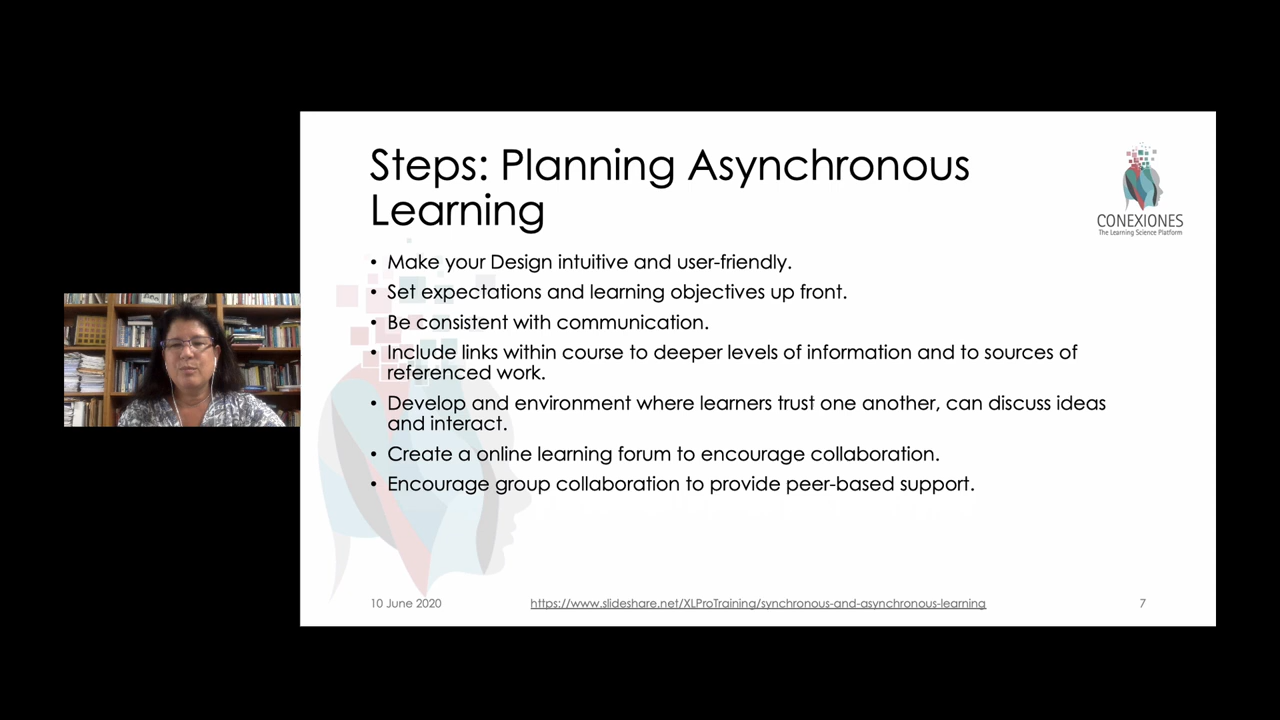 Steps: Planning Asynchronous
Learning
CONEXIONES
The Learning Science Platform
• Make your Design intuitive and user-friendly.
• Set expectations and learning objectives up front.
• Be consistent with communication.
• Include links within course to deeper levels of information and to sources of
referenced work.
• Develop and environment where learners trust one another, can discuss ideas
and interact.
• Create a online learning forum to encourage collaboration.
• Encourage group collaboration to provide peer-based support.
10 June 2020
https://www.slideshare.net/XLProTraining/synchronous-and-asynchronous-learning
7